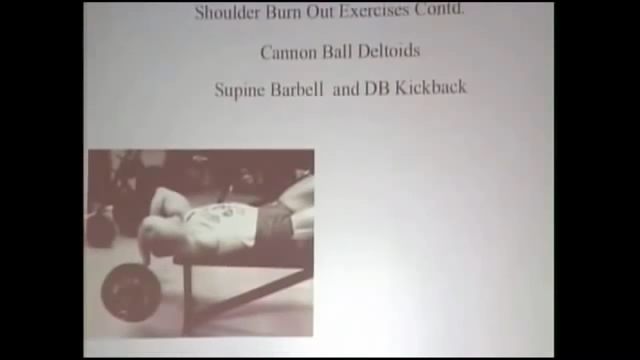 Shoulder Burn Out Exercises Contd.
Cannon Ball Deltoids
Supine Barbell and DB Kickback